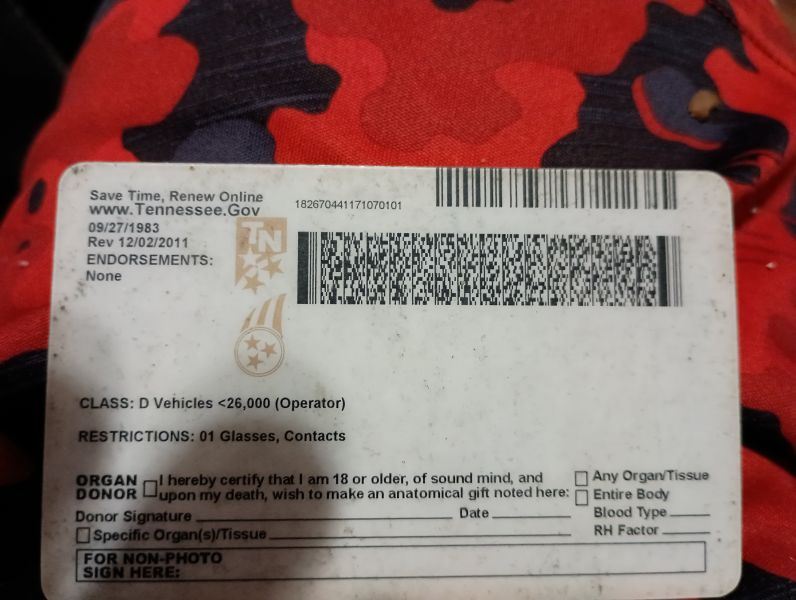 Save Time, Renew Online
www.Tennessee.Gov
182670441171070101
09/27/1983
Rev 12/02/2011
ENDORSEMENTS:
None
TN
CLASS: D Vehicles <26,000 (Operator)
RESTRICTIONS: 01 Glasses, Contacts
ORGAN DONOR I hereby certify that I am 18 or older, of sound mind, and
upon my death, wish to make an anatomical gift noted here:
Any Organ/Tissue
Entire Body
Donor Signature Date Blood Type
Specific Organ(s)/Tissue RH Factor
FOR NON-PHOTO
SIGN HERE: